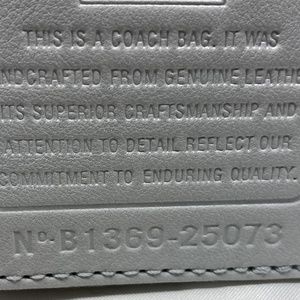 THIS IS A COACH BAG. IT WAS
NDCRAFTED FROM GENUINE LEATH
ITS SUPERIOR CRAFTSMANSHIP AND
ATTENTION TO DETAIL REFLECT OUR
COMMITMENT TO ENDURING QUALITY.
Nº-B1369-25073